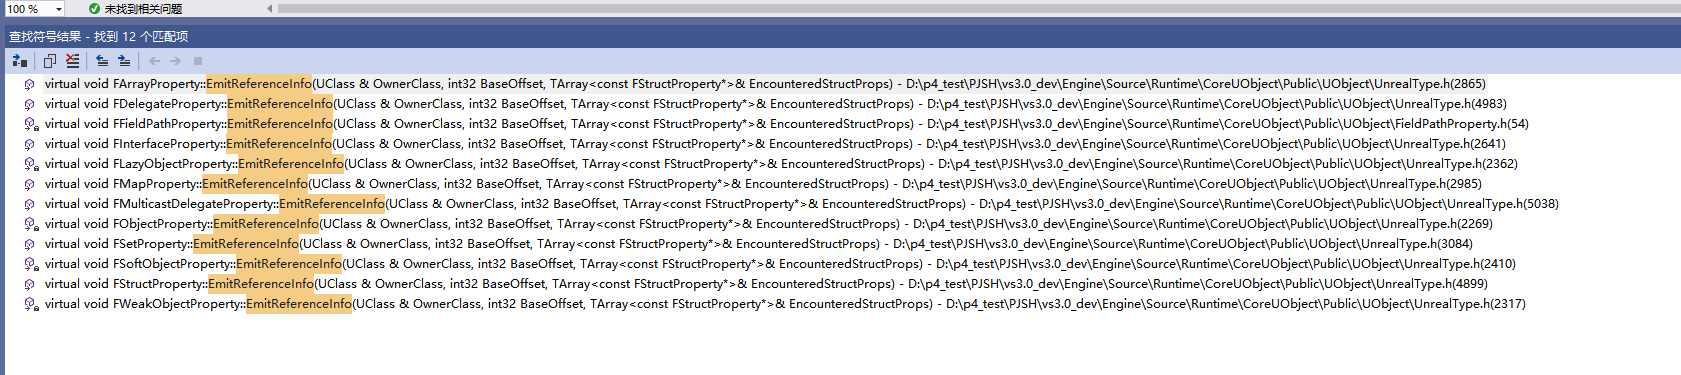 100 %
未找到相关问题
查找符号结果 - 找到 12 个匹配项
virtual void FArrayProperty::EmitReferenceInfo(UClass & OwnerClass, int32 BaseOffset, TArray<const FStructProperty*>& EncounteredStructProps) - D:\p4_test\PJSH\vs3.0_dev\Engine\Source\Runtime\CoreUObject\Public\UObject\UnrealType.h(2865)
virtual void FDelegateProperty::EmitReferenceInfo(UClass & OwnerClass, int32 BaseOffset, TArray<const FStructProperty*>& EncounteredStructProps) - D:\p4_test\PJSH\vs3.0_dev\Engine\Source\Runtime\CoreUObject\Public\UObject\UnrealType.h(4983)
virtual void FFieldPathProperty::EmitReferenceInfo(UClass & OwnerClass, int32 BaseOffset, TArray<const FStructProperty*>& EncounteredStructProps) - D:\p4_test\PJSH\vs3.0_dev\Engine\Source\Runtime\CoreUObject\Public\UObject\FieldPathProperty.h(54)
virtual void FInterfaceProperty::EmitReferenceInfo(UClass & OwnerClass, int32 BaseOffset, TArray<const FStructProperty*>& EncounteredStructProps) - D:\p4_test\PJSH\vs3.0_dev\Engine\Source\Runtime\CoreUObject\Public\UObject\UnrealType.h(2641)
virtual void FLazyObjectProperty::EmitReferenceInfo(UClass & OwnerClass, int32 BaseOffset, TArray<const FStructProperty*>& EncounteredStructProps) - D:\p4_test\PJSH\vs3.0_dev\Engine\Source\Runtime\CoreUObject\Public\UObject\UnrealType.h(2362)
virtual void FMapProperty::EmitReferenceInfo(UClass & OwnerClass, int32 BaseOffset, TArray<const FStructProperty*>& EncounteredStructProps) - D:\p4_test\PJSH\vs3.0_dev\Engine\Source\Runtime\CoreUObject\Public\UObject\UnrealType.h(2985)
virtual void FMulticastDelegateProperty::EmitReferenceInfo(UClass & OwnerClass, int32 BaseOffset, TArray<const FStructProperty*>& EncounteredStructProps) - D:\p4_test\PJSH\vs3.0_dev\Engine\Source\Runtime\CoreUObject\Public\UObject\UnrealType.h(5038)
virtual void FObjectProperty::EmitReferenceInfo(UClass & OwnerClass, int32 BaseOffset, TArray<const FStructProperty*>& EncounteredStructProps) - D:\p4_test\PJSH\vs3.0_dev\Engine\Source\Runtime\CoreUObject\Public\UObject\UnrealType.h(2269)
virtual void FSetProperty::EmitReferenceInfo(UClass & OwnerClass, int32 BaseOffset, TArray<const FStructProperty*>& EncounteredStructProps) - D:\p4_test\PJSH\vs3.0_dev\Engine\Source\Runtime\CoreUObject\Public\UObject\UnrealType.h(3084)
virtual void FSoftObjectProperty::EmitReferenceInfo(UClass & OwnerClass, int32 BaseOffset, TArray<const FStructProperty*>& EncounteredStructProps) - D:\p4_test\PJSH\vs3.0_dev\Engine\Source\Runtime\CoreUObject\Public\UObject\UnrealType.h(2410)
virtual void FStructProperty::EmitReferenceInfo(UClass & OwnerClass, int32 BaseOffset, TArray<const FStructProperty*>& EncounteredStructProps) - D:\p4_test\PJSH\vs3.0_dev\Engine\Source\Runtime\CoreUObject\Public\UObject\UnrealType.h(4899)
virtual void FWeakObjectProperty::EmitReferenceInfo(UClass & OwnerClass, int32 BaseOffset, TArray<const FStructProperty*>& EncounteredStructProps) - D:\p4_test\PJSH\vs3.0_dev\Engine\Source\Runtime\CoreUObject\Public\UObject\UnrealType.h(2317)